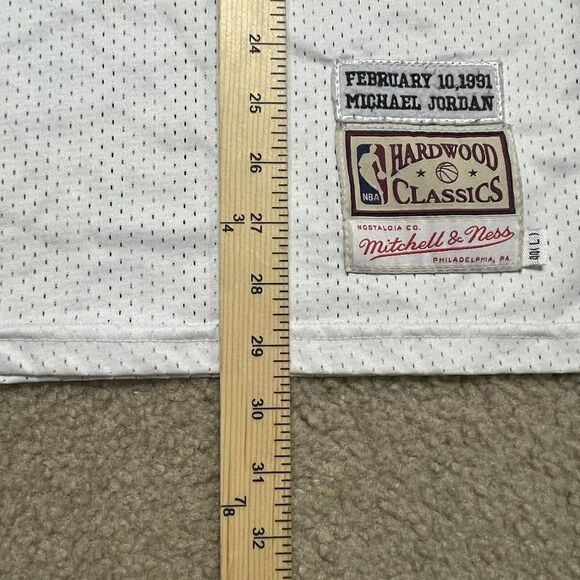 24
25
26
27
3/4
28
29
30
31
7/8
32
FEBRUARY 10,1991
MICHAEL JORDAN
NBA
HARDWOOD
CLASSICS
NOSTALGIA CO.
Mitchell & Ness
PHILADELPHIA, PA